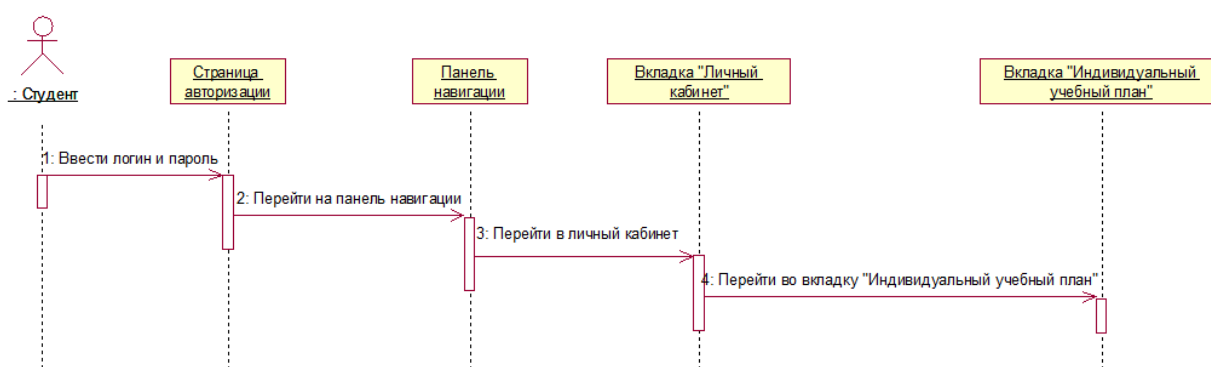 : Студент
Страница
авторизации
Панель
навигации
Вкладка "Личный
кабинет"
Вкладка "Индивидуальный
учебный план"
1: Ввести логин и пароль
2: Перейти на панель навигации
3: Перейти в личный кабинет
4: Перейти во вкладку "Индивидуальный учебный план"